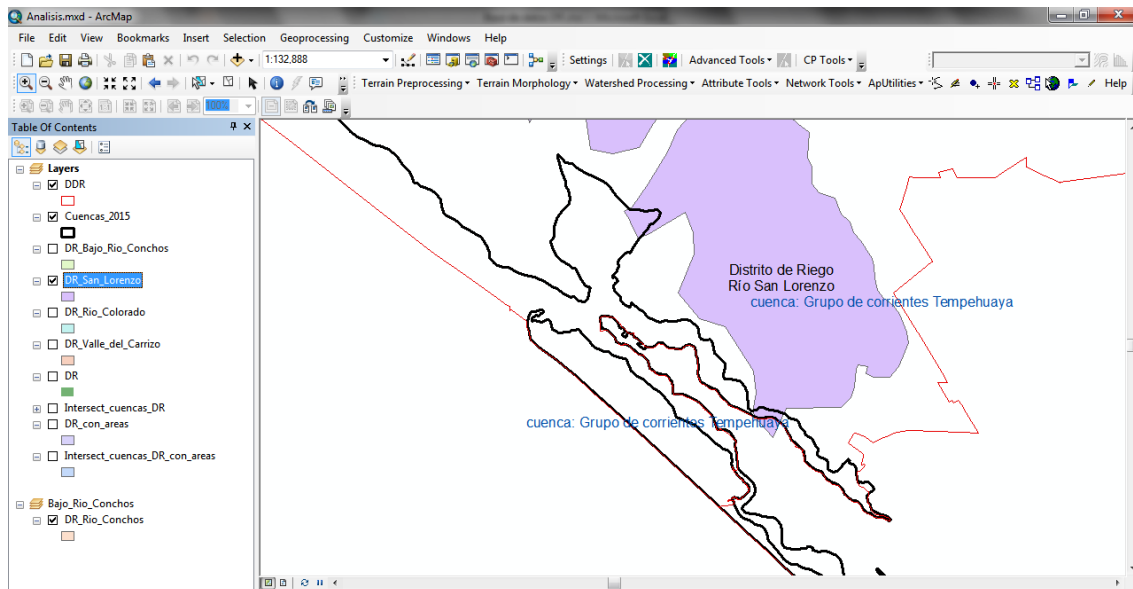 Analisis.mxd - ArcMap
File Edit View Bookmarks Insert Selection Geoprocessing Customize Windows Help
1:132,888 Settings Advanced Tools CP Tools
Terrain Preprocessing Terrain Morphology Watershed Processing Attribute Tools Network Tools ApUtilities Help
100%
Table Of Contents
Layers
DDR
Cuencas_2015
DR_Bajo_Rio_Conchos
DR_San_Lorenzo
DR_Rio_Colorado
DR_Valle_del_Carrizo
DR
Intersect_cuencas_DR
DR_con_areas
Intersect_cuencas_DR_con_areas
Bajo_Rio_Conchos
DR_Rio_Conchos
Distrito de Riego
Río San Lorenzo
cuenca: Grupo de corrientes Tempehuaya
cuenca: Grupo de corrientes Tempehuaya